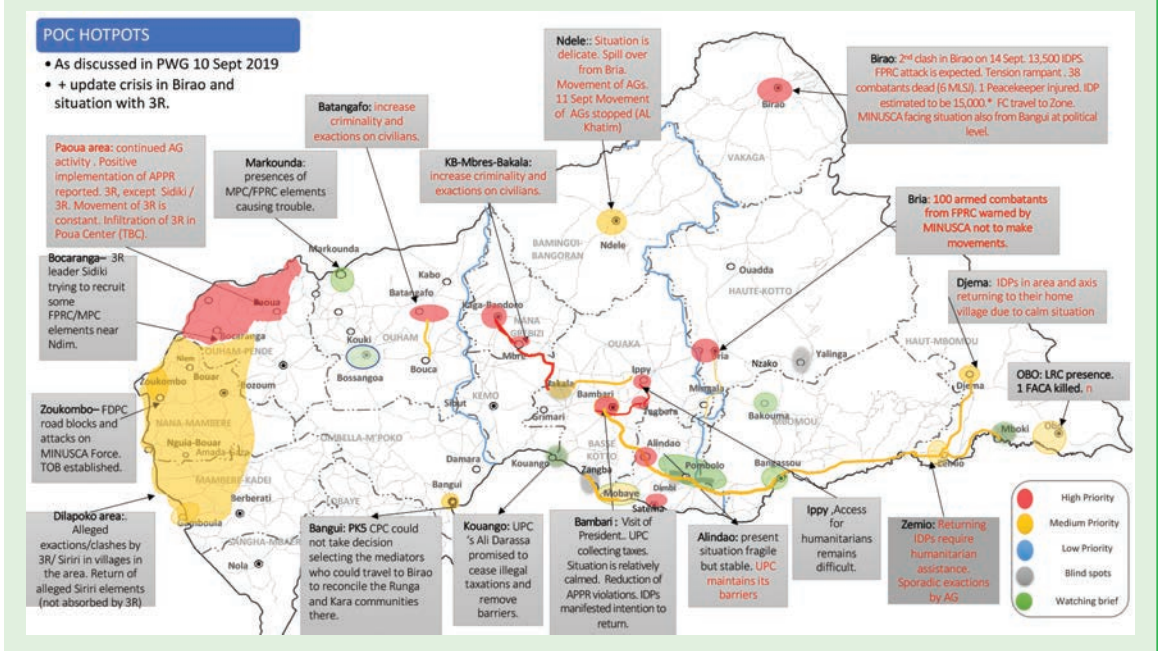 POC HOTPOTS
• As discussed in PWG 10 Sept 2019
• + update crisis in Birao and
situation with 3R.
Paoua area: continued AG
activity . Positive
implementation of APPR
reported. 3R, except Sidiki /
3R. Movement of 3R is
constant. Infiltration of 3R in
Poua Center (TBC).
Markounda:
presences of
MPC/FPRC elements
causing trouble.
Batangafo: increase
criminality and
exactions on civilians.
KB-Mbres-Bakala:
increase criminality and
exactions on civilians.
Ndele:: Situation is
delicate. Spill over
from Bria.
Movement of AGs.
11 Sept Movement
of AGs stopped (AL
Khatim)
Birao: 2nd clash in Birao on 14 Sept. 13,500 IDPS.
FPRC attack is expected. Tension rampant . 38
combatants dead (6 MLSJ). 1 Peacekeeper injured. IDP
estimated to be 15,000.* FC travel to Zone.
MINUSCA facing situation also from Bangui at political
level.
Bria: 100 armed combatants
from FPRC warned by
MINUSCA not to make
movements.
Djema: IDPs in area and axis
returning to their home
village due to calm situation
OBO: LRC presence.
1 FACA killed. n
Bocaranga– 3R
leader Sidiki
trying to recruit
some
FPRC/MPC
elements near
Ndim.
Zoukombo– FDPC
road blocks and
attacks on
MINUSCA Force.
TOB established.
Dilapoko area:.
Alleged
exactions/clashes by
3R/ Siriri in villages in
the area. Return of
alleged Siriri elements
(not absorbed by 3R)
Bangui: PK5 CPC could
not take decision
selecting the mediators
who could travel to Birao
to reconcile the Runga
and Kara communities
there.
Kouango: UPC
's Ali Darassa
promised to
cease illegal
taxations and
remove
barriers.
Bambari : Visit of
President.. UPC
collecting taxes.
Situation is relatively
calmed. Reduction of
APPR violations. IDPs
manifested intention to
return.
Alindao: present
situation fragile
but stable. UPC
maintains its
barriers
Ippy ,Access for
humanitarians
remains
difficult.
Zemio: Returning
IDPs require
humanitarian
assistance.
Sporadic exactions
by AG
High Priority
Medium Priority
Low Priority
Blind spots
Watching brief
Birao
VAKAGA
Ndele
BAMINGUI-
BANGORAN
Ouadda
HAUTE-KOTTO
Markounda
Kabo
Batangafo
Kaga-Bandoro
NANA
GREBIZI
Paoua
Bocaranga
OUHAM-PENDE
OUHAM
Kouki
Bossangoa
Bouca
Niem
Bouar
Bozoum
Zoukombo
NANA-MAMBERE
Nguia-Bouar
Amada-Gaza
MAMBERE-KADEI
Berberati
Gamboula
SANGHA-MBAERE
Nola
LOBAYE
OMBELLA-M'POKO
Damara
Bangui
Sibut
KEMO
Grimari
Bakala
OUAKA
Bambari
Ippy
Kouango
BASSE
KOTTO
Alindao
Zangba
Mobaye
Satema
Dimbi
Pombolo
Bangassou
Bria
Nzako
Yalinga
Bakouma
MBOMOU
HAUT-MBOMOU
Djema
Mboki